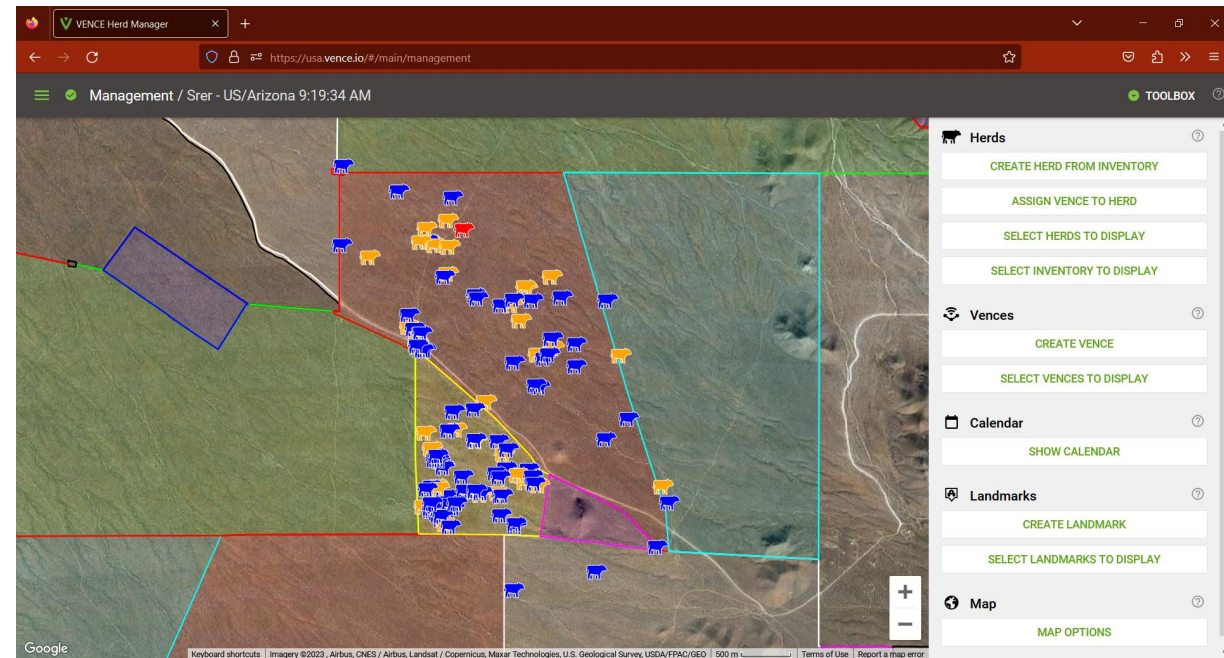 VENCE Herd Manager
https://usa.vence.io/#/main/management
Management / Srer - US/Arizona 9:19:34 AM
TOOLBOX
Herds
CREATE HERD FROM INVENTORY
ASSIGN VENCE TO HERD
SELECT HERDS TO DISPLAY
SELECT INVENTORY TO DISPLAY
Vences
CREATE VENCE
SELECT VENCES TO DISPLAY
Calendar
SHOW CALENDAR
Landmarks
CREATE LANDMARK
SELECT LANDMARKS TO DISPLAY
Map
MAP OPTIONS
Google
Keyboard shortcuts Imagery ©2023 , Airbus, CNES / Airbus, Landsat / Copernicus, Maxar Technologies, U.S. Geological Survey, USDA/FPAC/GEO 500 m Terms of Use Report a map error